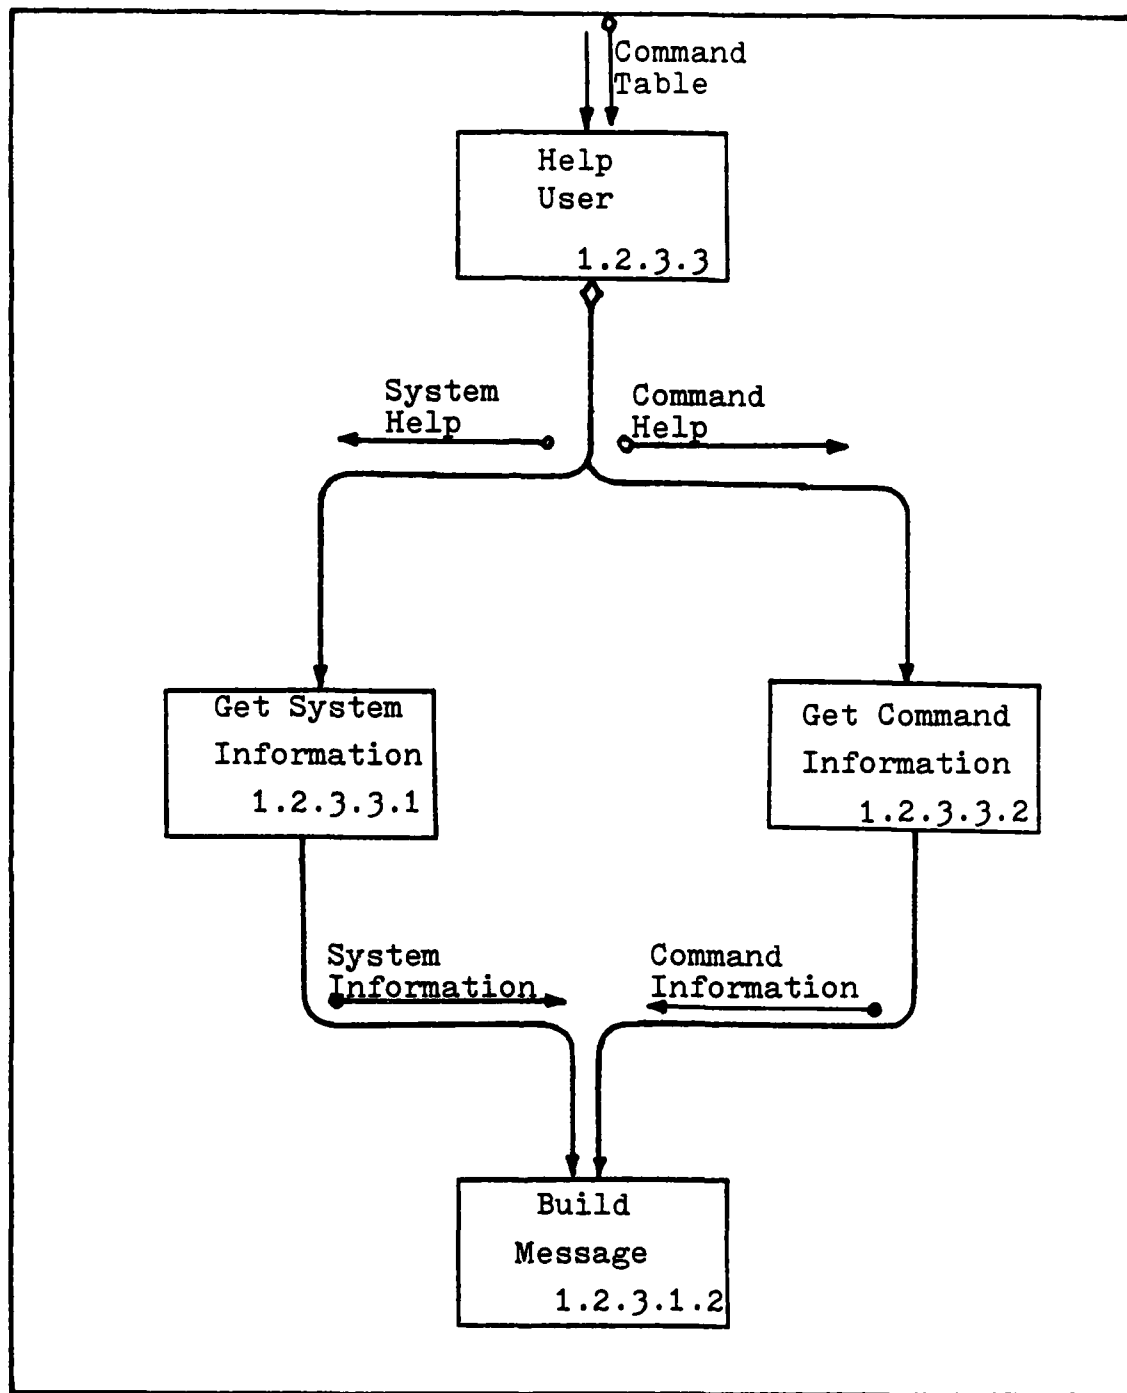 Command
Table
Help
User
1.2.3.3
System
Help
Command
Help
Get System
Information
1.2.3.3.1
Get Command
Information
1.2.3.3.2
System
Information
Command
Information
Build
Message
1.2.3.1.2